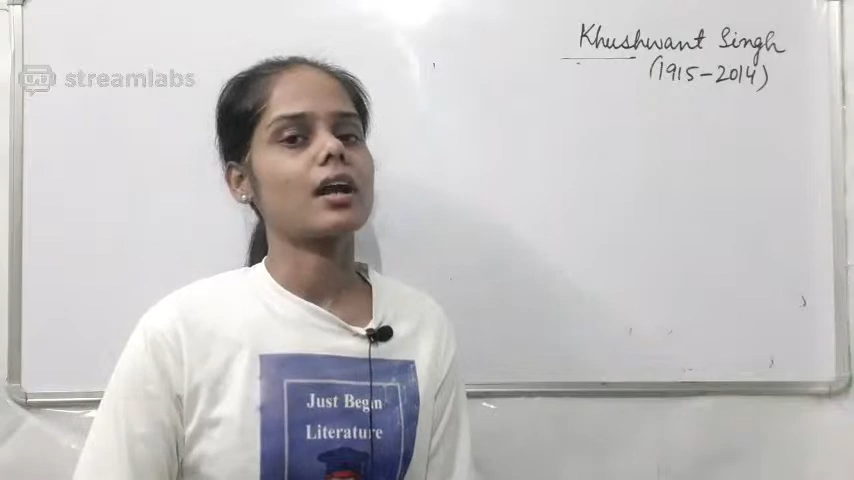 streamlabs
Khushwant Singh
(1915-2014)
Just Begin
Literature